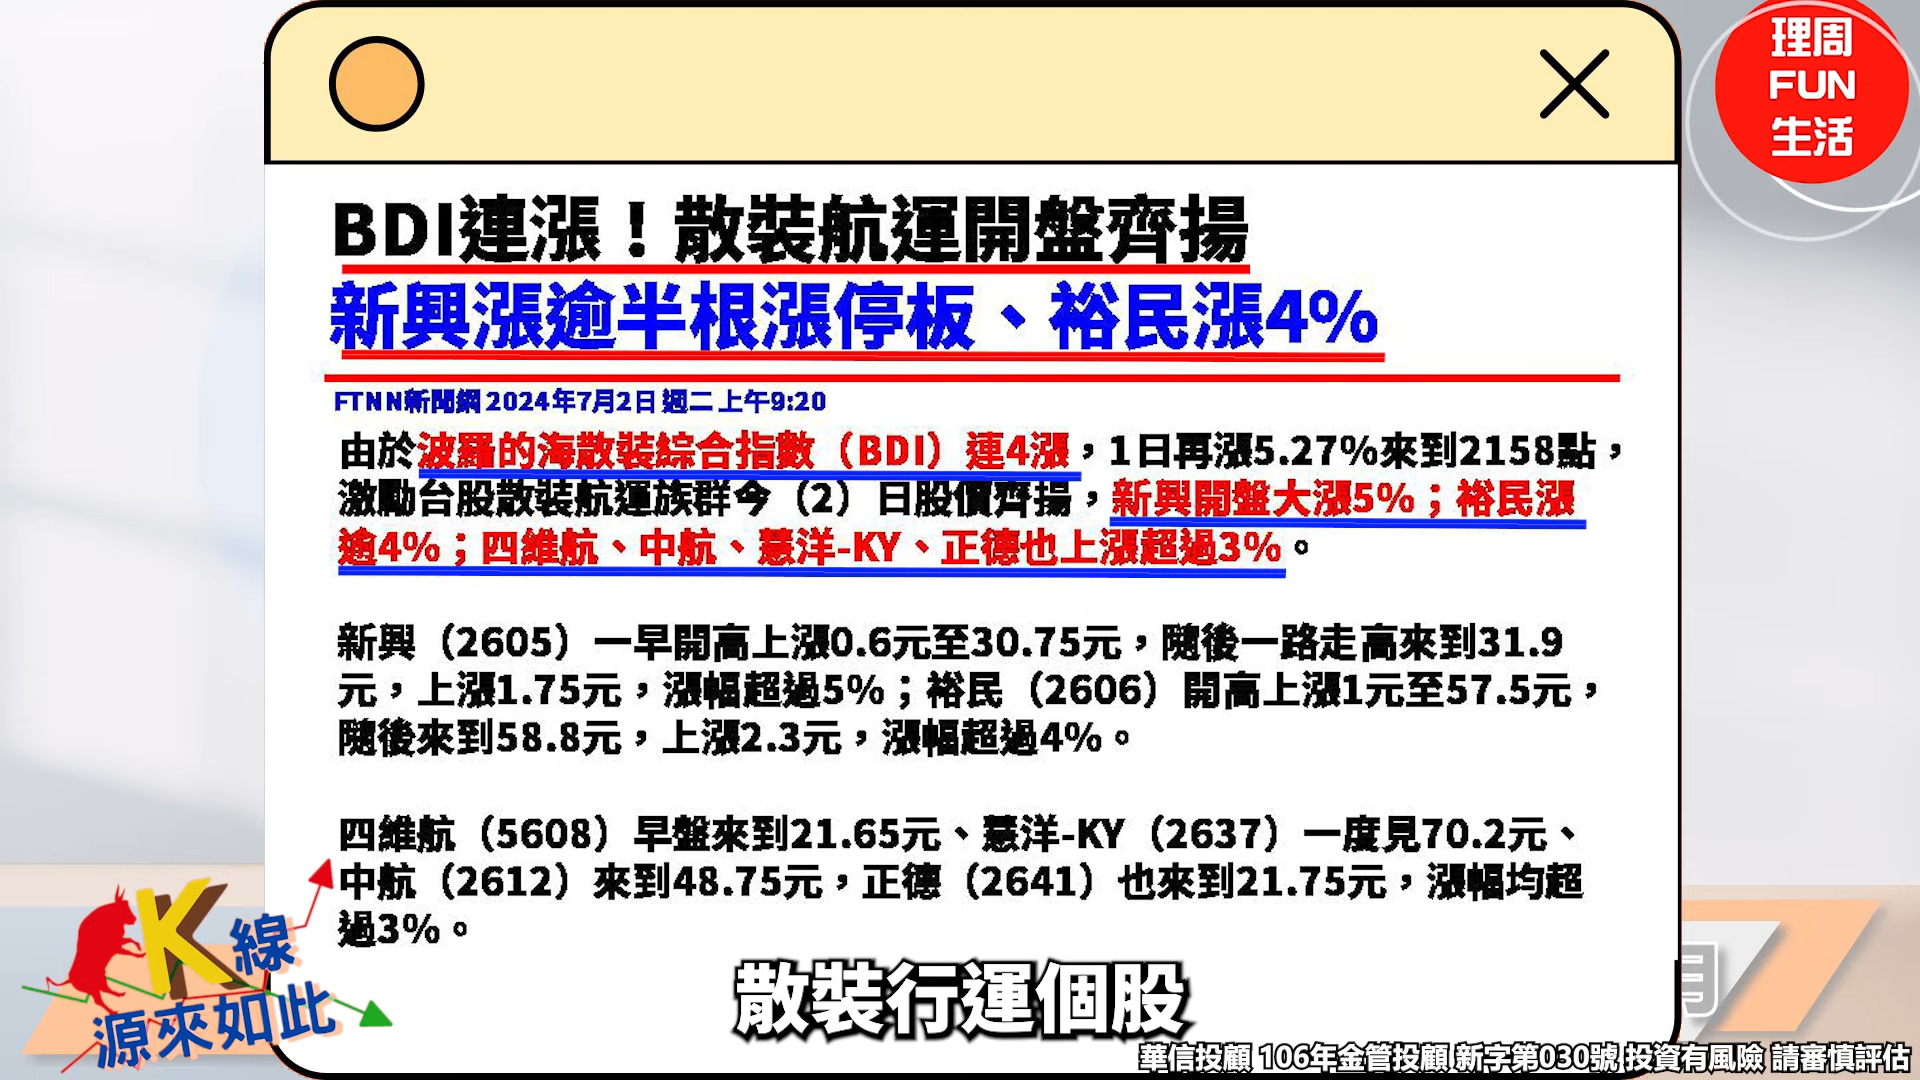 理周
FUN
生活
BDI連漲！散裝航運開盤齊揚
新興漲逾半根漲停板、裕民漲4%
FTNN新聞網 2024年7月2日 週二 上午9:20
由於波羅的海散裝綜合指數（BDI）連4漲，1日再漲5.27%來到2158點，
激勵台股散裝航運族群今（2）日股價齊揚，新興開盤大漲5%；裕民漲
逾4%；四維航、中航、慧洋-KY、正德也上漲超過3%。
新興（2605）一早開高上漲0.6元至30.75元，隨後一路走高來到31.9
元，上漲1.75元，漲幅超過5%；裕民（2606）開高上漲1元至57.5元，
隨後來到58.8元，上漲2.3元，漲幅超過4%。
四維航（5608）早盤來到21.65元、慧洋-KY（2637）一度見70.2元、
中航（2612）來到48.75元，正德（2641）也來到21.75元，漲幅均超
過3%。
K線
源來如此
月
散裝行運個股
華信投顧 106年金管投顧 新字第030號 投資有風險 請審慎評估